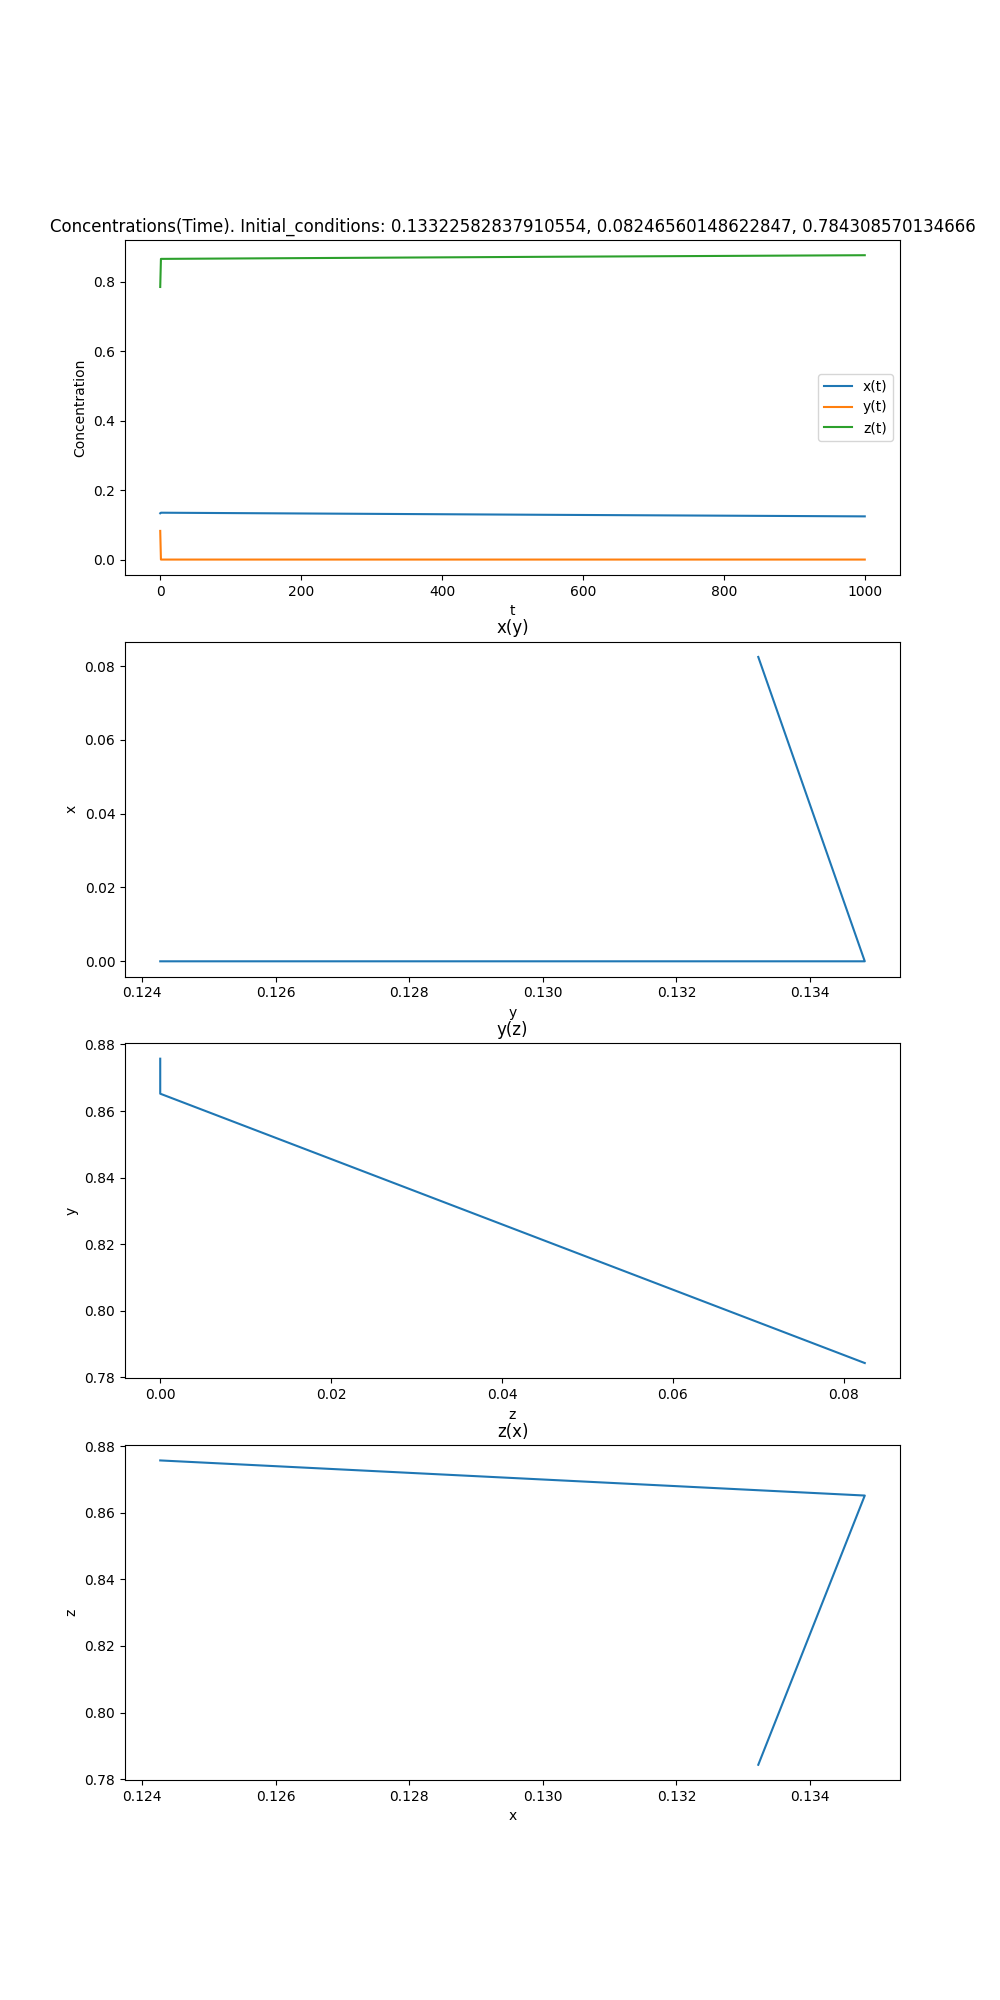 Concentrations(Time). Initial_conditions: 0.13322582837910554, 0.08246560148622847, 0.784308570134666
0.8
0.6
0.4
0.2
0.0
Concentration
x(t)
y(t)
z(t)
0 200 400 600 800 1000
t
x(y)
0.08
0.06
0.04
0.02
0.00
x
0.124 0.126 0.128 0.130 0.132 0.134
y
y(z)
0.88
0.86
0.84
0.82
0.80
0.78
y
0.00 0.02 0.04 0.06 0.08
z
z(x)
0.88
0.86
0.84
0.82
0.80
0.78
z
0.124 0.126 0.128 0.130 0.132 0.134
x